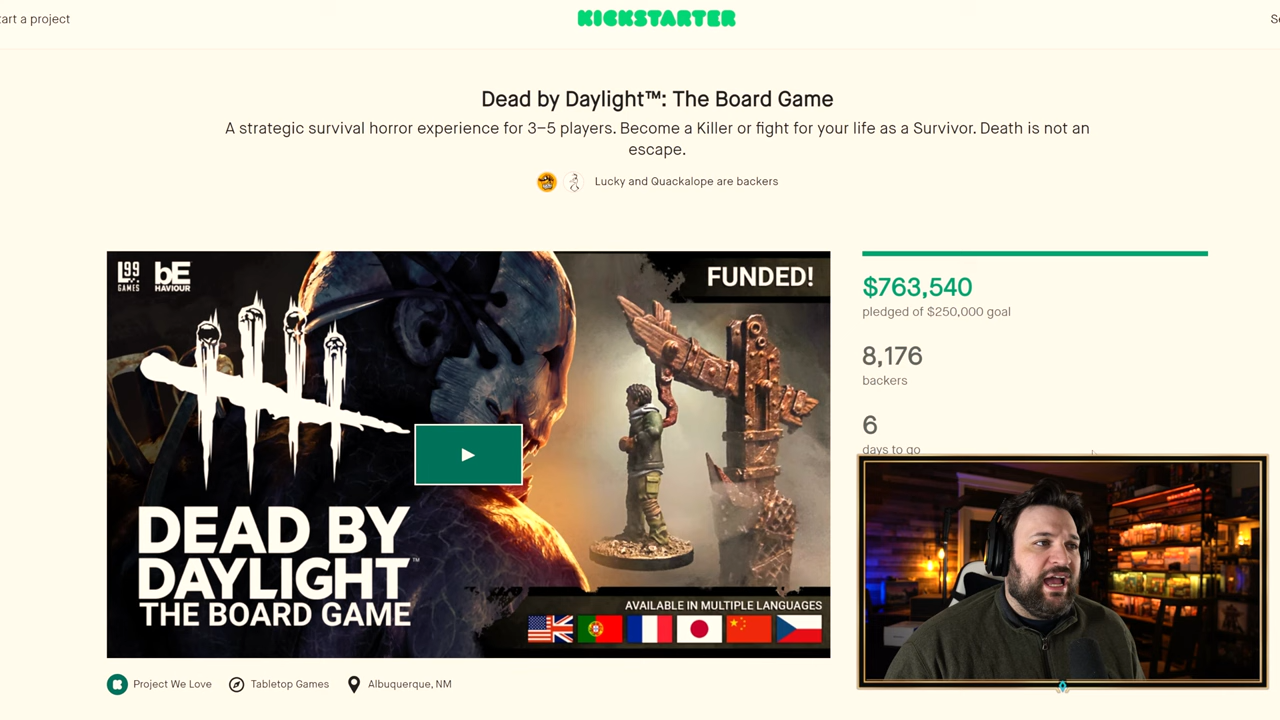 art a project
KICKSTARTER
Dead by Daylight™: The Board Game
A strategic survival horror experience for 3–5 players. Become a Killer or fight for your life as a Survivor. Death is not an
escape.
Lucky and Quackalope are backers
L99
GAMES
bE
HAVIOUR
FUNDED!
DEAD BY
DAYLIGHT™
THE BOARD GAME
AVAILABLE IN MULTIPLE LANGUAGES
$763,540
pledged of $250,000 goal
8,176
backers
6
days to go
Project We Love
Tabletop Games
Albuquerque, NM